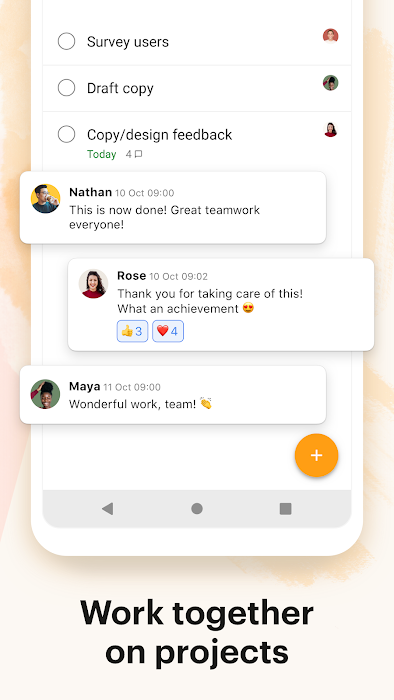 Survey users
Draft copy
Copy/design feedback
Today 4
Nathan 10 Oct 09:00
This is now done! Great teamwork
everyone!
Rose 10 Oct 09:02
Thank you for taking care of this!
What an achievement 😍
👍3 ❤️4
Maya 11 Oct 09:00
Wonderful work, team! 👏
+
Work together
on projects